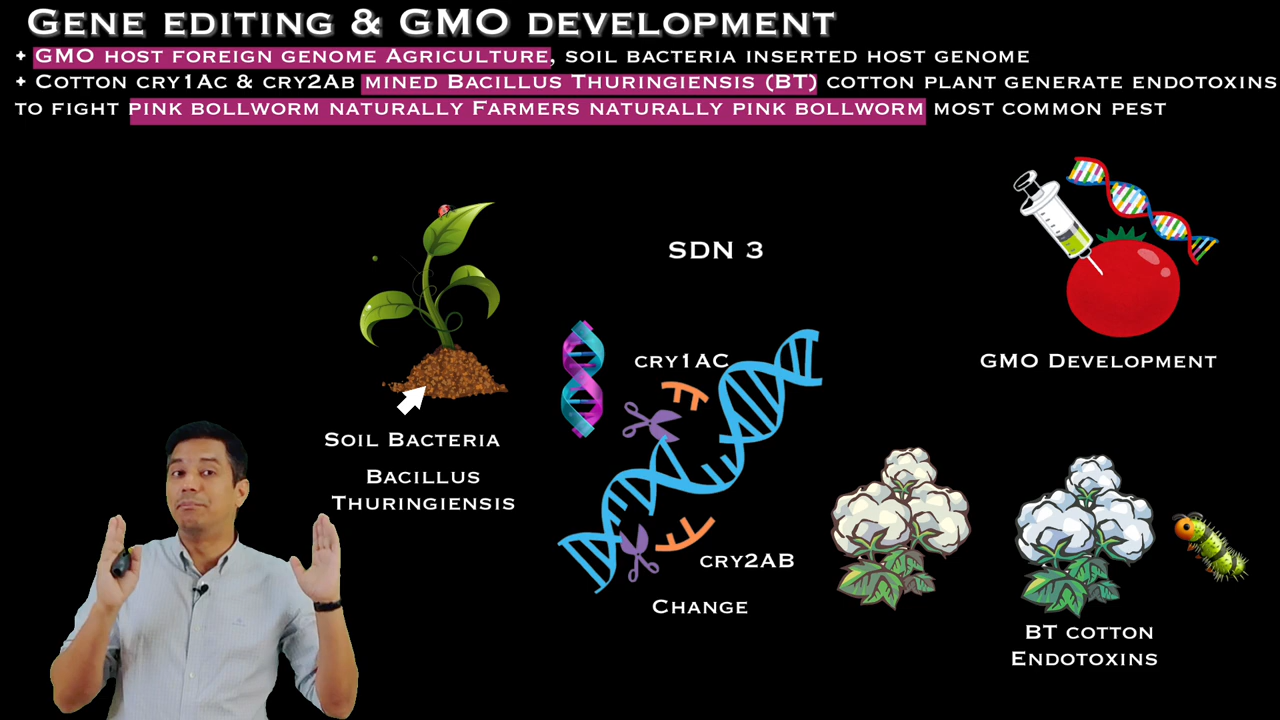 GENE EDITING & GMO DEVELOPMENT
+ GMO HOST FOREIGN GENOME AGRICULTURE, SOIL BACTERIA INSERTED HOST GENOME
+ COTTON CRY1AC & CRY2AB MINED BACILLUS THURINGIENSIS (BT) COTTON PLANT GENERATE ENDOTOXINS
TO FIGHT PINK BOLLWORM NATURALLY FARMERS NATURALLY PINK BOLLWORM MOST COMMON PEST
SDN 3
CRY1AC
GMO DEVELOPMENT
SOIL BACTERIA
BACILLUS
THURINGIENSIS
CRY2AB
CHANGE
BT COTTON
ENDOTOXINS